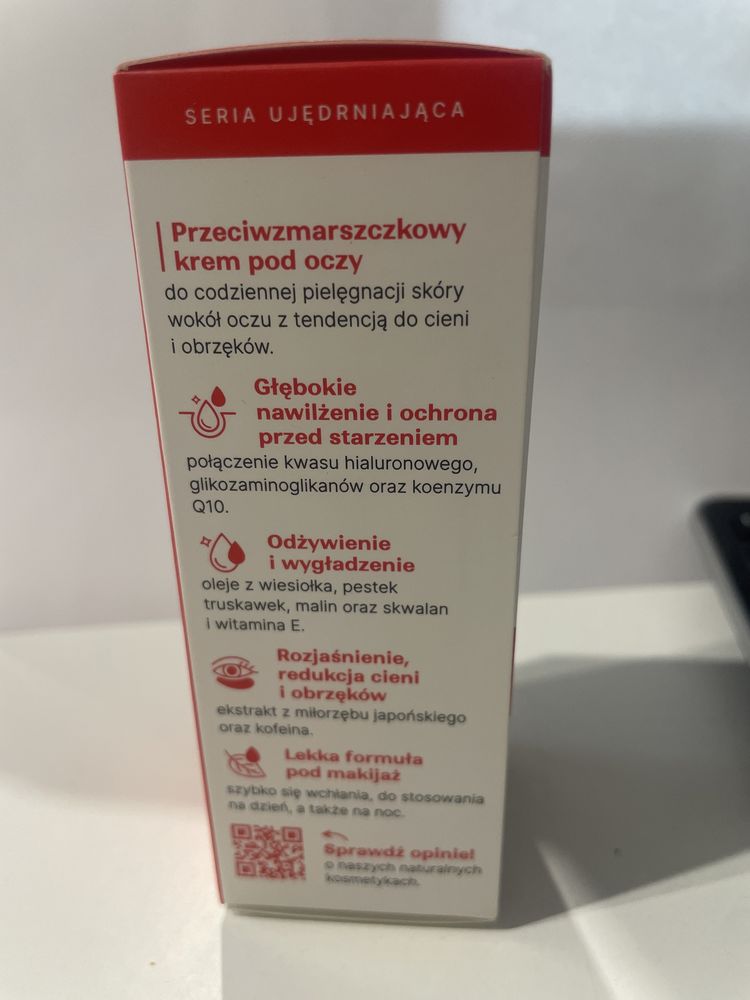 SERIA UJĘDRNIAJĄCA
Przeciwzmarszczkowy
krem pod oczy
do codziennej pielęgnacji skóry
wokół oczu z tendencją do cieni
i obrzęków.
Głębokie
nawilżenie i ochrona
przed starzeniem
połączenie kwasu hialuronowego,
glikozaminoglikanów oraz koenzymu
Q10.
Odżywienie
i wygładzenie
oleje z wiesiołka, pestek
truskawek, malin oraz skwalan
i witamina E.
Rozjaśnienie,
redukcja cieni
i obrzęków
ekstrakt z miłorzębu japońskiego
oraz kofeina.
Lekka formuła
pod makijaż
szybko się wchłania, do stosowania
na dzień, a także na noc.
Sprawdź opinie!
o naszych naturalnych
kosmetykach.